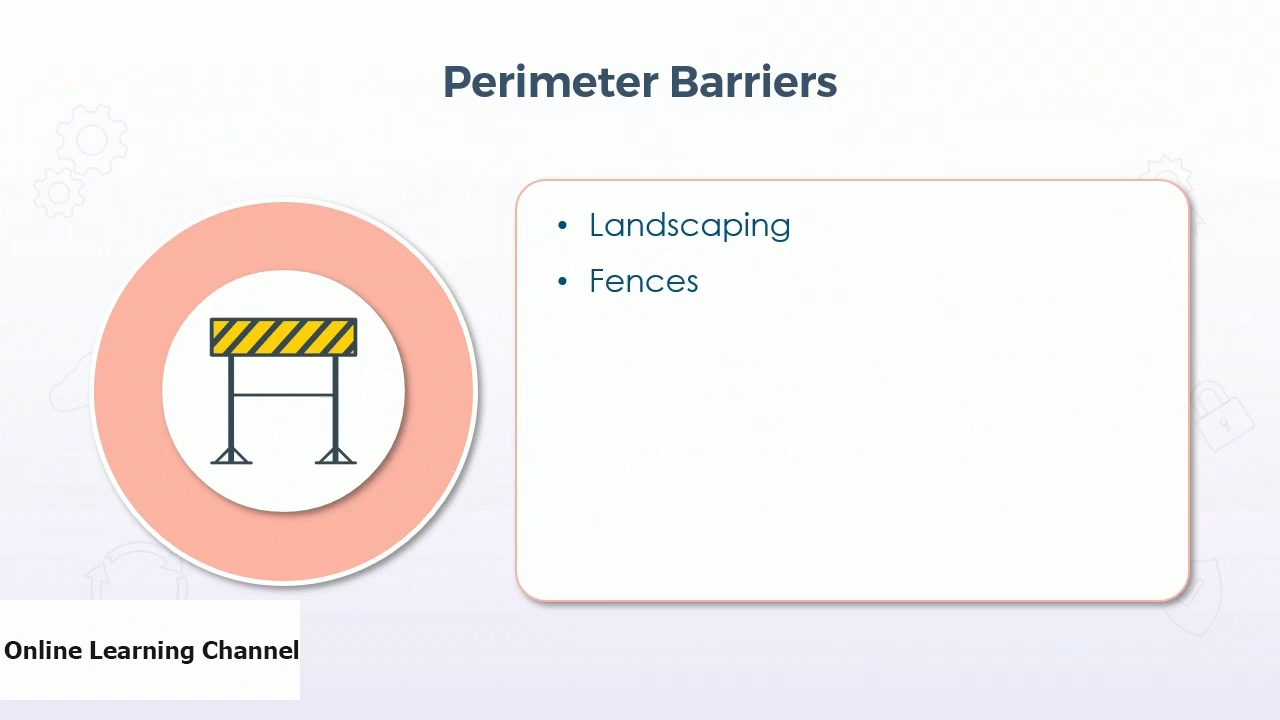 Perimeter Barriers
• Landscaping
• Fences
Online Learning Channel